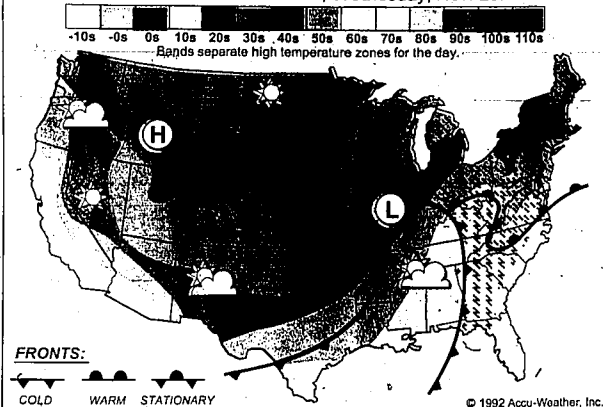 -10s -0s 0s 10s 20s 30s 40s 50s 60s 70s 80s 90s 100s 110s
Bands separate high temperature zones for the day.
H
L
FRONTS:
COLD WARM STATIONARY
© 1992 Accu-Weather, Inc.